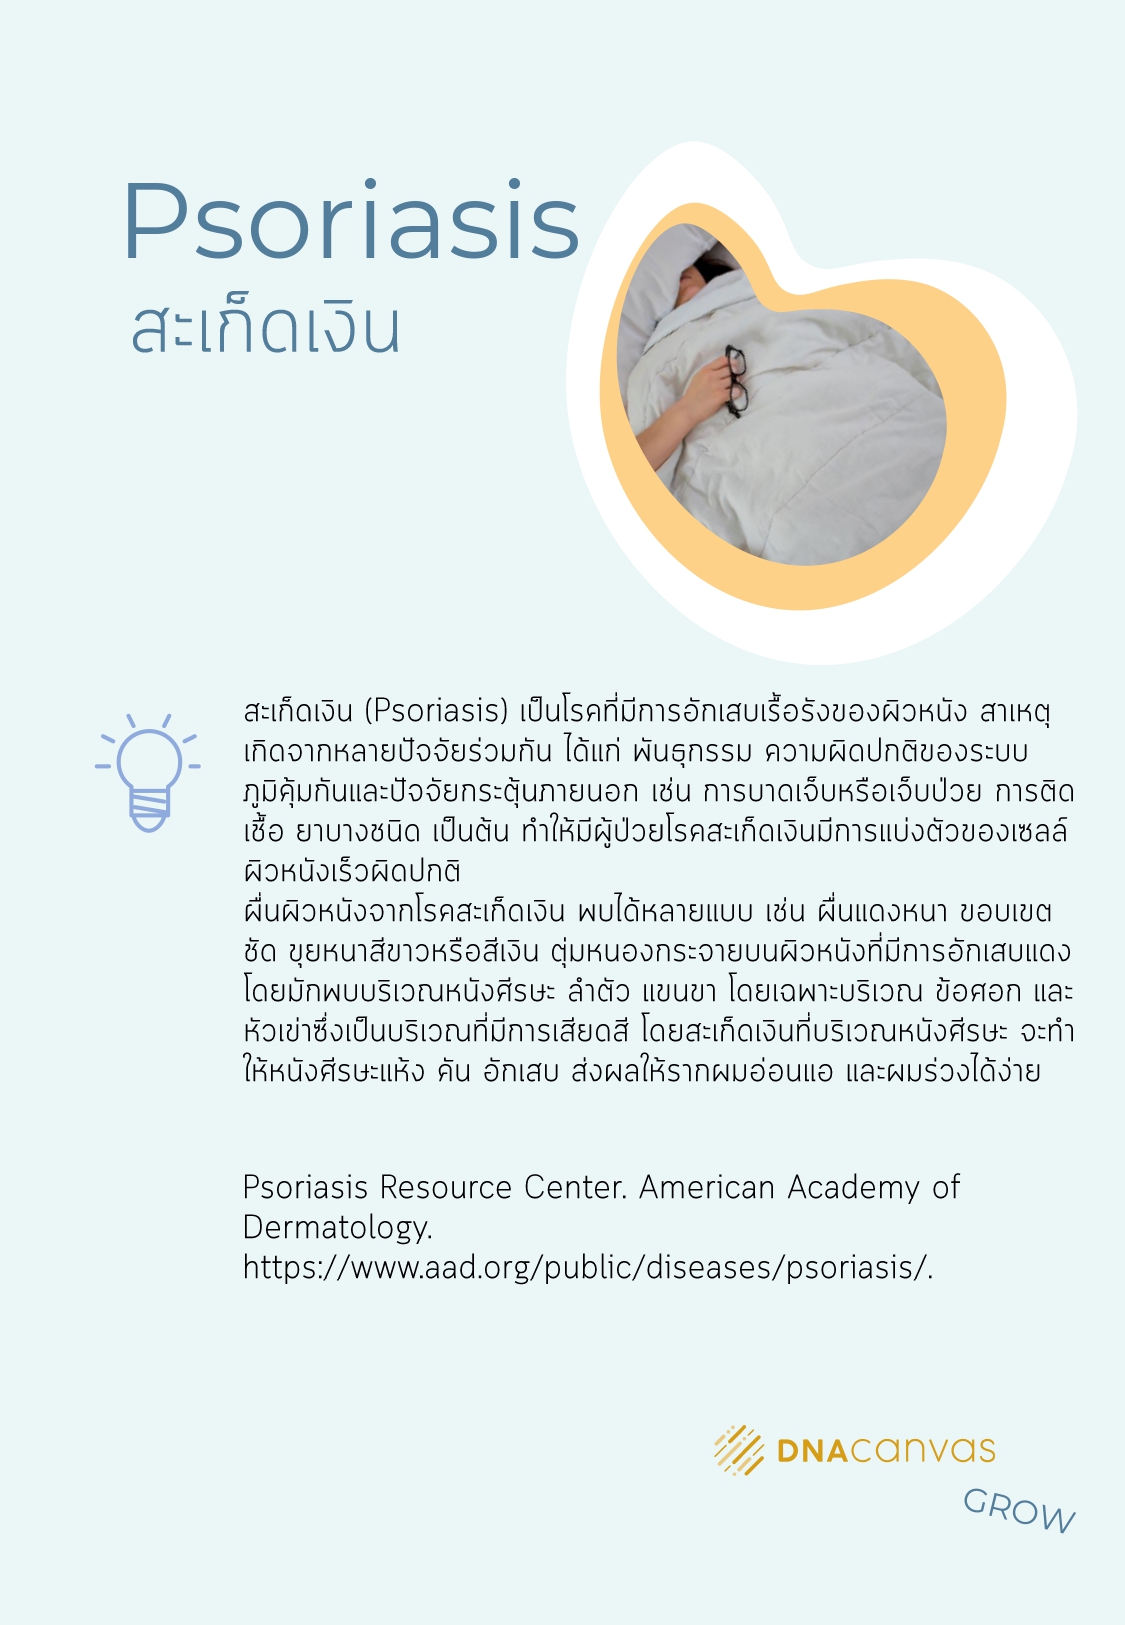 Psoriasis
สะเก็ดเงิน
สะเก็ดเงิน (Psoriasis) เป็นโรคที่มีการอักเสบเรื้อรังของผิวหนัง สาเหตุ
เกิดจากหลายปัจจัยร่วมกัน ได้แก่ พันธุกรรม ความผิดปกติของระบบ
ภูมิคุ้มกันและปัจจัยกระตุ้นภายนอก เช่น การบาดเจ็บหรือเจ็บป่วย การติด
เชื้อ ยาบางชนิด เป็นต้น ทำให้มีผู้ป่วยโรคสะเก็ดเงินมีการแบ่งตัวของเซลล์
ผิวหนังเร็วผิดปกติ
ผื่นผิวหนังจากโรคสะเก็ดเงิน พบได้หลายแบบ เช่น ผื่นแดงหนา ขอบเขต
ชัด ขุยหนาสีขาวหรือสีเงิน ตุ่มหนองกระจายบนผิวหนังที่มีการอักเสบแดง
โดยมักพบบริเวณหนังศีรษะ ลำตัว แขนขา โดยเฉพาะบริเวณ ข้อศอก และ
หัวเข่าซึ่งเป็นบริเวณที่มีการเสียดสี โดยสะเก็ดเงินที่บริเวณหนังศีรษะ จะทำ
ให้หนังศีรษะแห้ง คัน อักเสบ ส่งผลให้รากผมอ่อนแอ และผมร่วงได้ง่าย
Psoriasis Resource Center. American Academy of
Dermatology.
https://www.aad.org/public/diseases/psoriasis/.
DNAcanvas
GROW